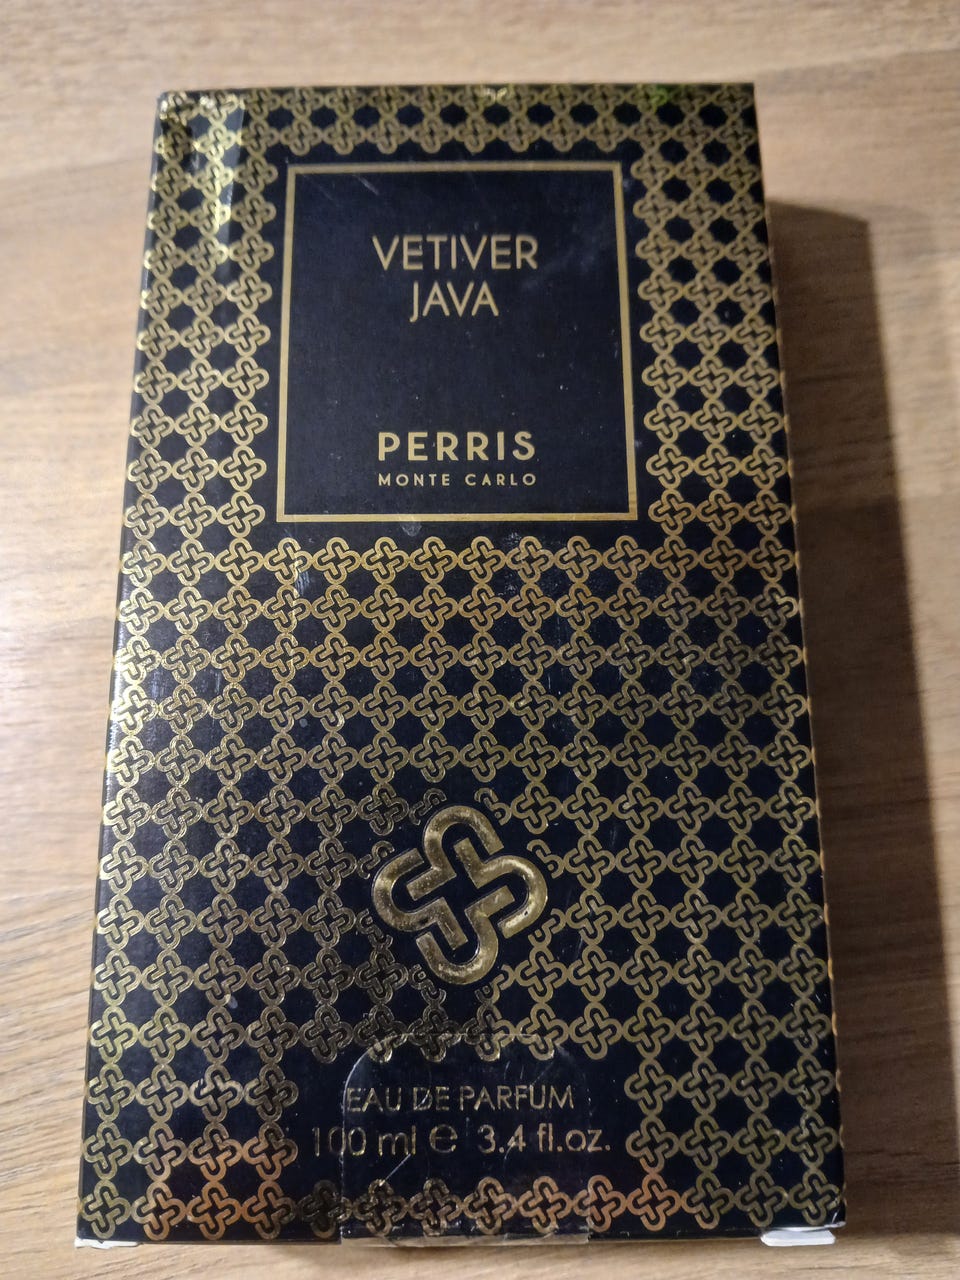 VETIVER
JAVA
PERRIS
MONTE CARLO
EAU DE PARFUM
100 ml ℮ 3.4 fl.oz.